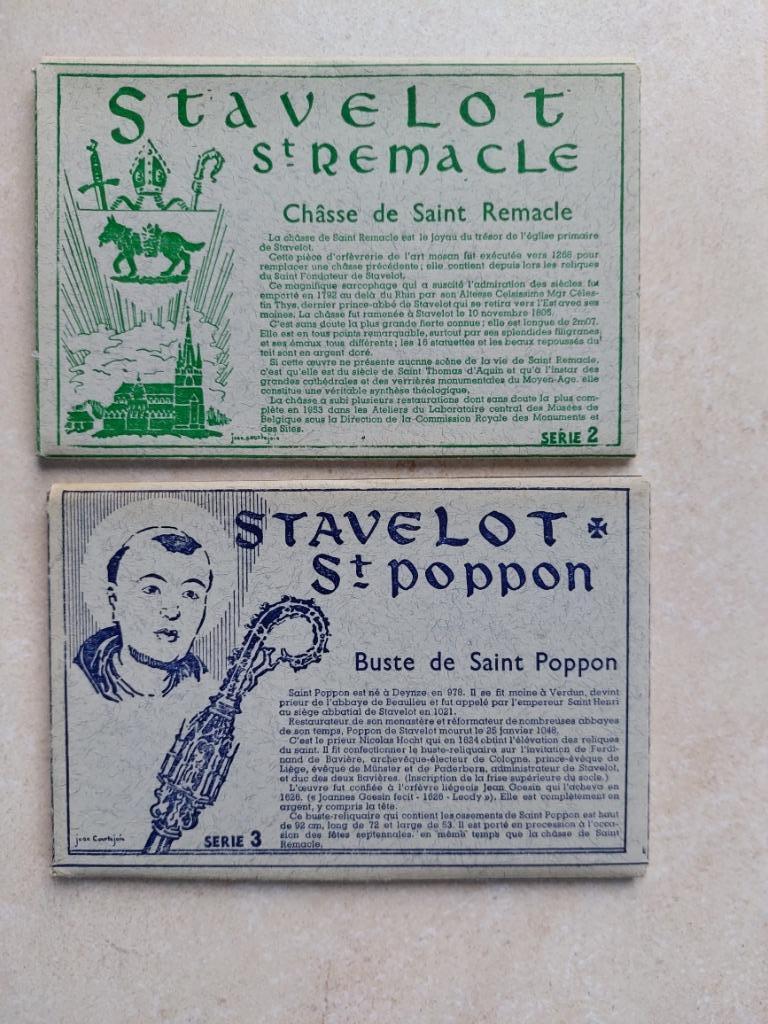 STAVELOT
St REMACLE
Châsse de Saint Remacle
La châsse de Saint Remacle est le joyau du trésor de l'église primaire
de Stavelot.
Cette pièce d'orfèvrerie de l'art mosan fut exécutée vers 1268 pour
remplacer une châsse précédente; elle contient depuis lors les reliques
du Saint Fondateur de Stavelot.
Ce magnifique sarcophage qui a suscité l'admiration des siècles fut
emporté en 1792 au delà du Rhin par son Altesse Celsissime Mgr Céles-
tin Thys, dernier prince-abbé de Stavelot qui se retira vers l'Est avec ses
moines. La châsse fut ramenée à Stavelot le 10 novembre 1805.
C'est sans doute la plus grande fierte connue; elle est longue de 2m07.
Elle est en tous points remarquable, surtout par ses splendides filigranes
et ses émaux tous différents; les 16 statuettes et les beaux repoussés du
toit sont en argent doré.
Si cette œuvre ne présente aucnne scène de la vie de Saint Remacle,
c'est qu'elle est du siècle de Saint Thomas d'Aquin et qu'à l'instar des
grandes cathédrales et des verrières monumentales du Moyen-Age, elle
constitue une véritable synthèse théologique.
La châsse a subi plusieurs restaurations dont sans doute la plus com-
plète en 1953 dans les Ateliers du Laboratoire central des Musées de
Belgique sous la Direction de la Commission Royale des Monuments et
des Sites.
jean courtejois
SERIE 2
STAVELOT
St POPPON
Buste de Saint Poppon
Saint Poppon est né à Deynze, en 978. Il se fit moine à Verdun, devint
prieur de l'abbaye de Beaulieu et fut appelé par l'empereur Saint Henri
au siège abbatial de Stavelot en 1021.
Restaurateur de son monastère et réformateur de nombreuses abbayes
de son temps, Poppon de Stavelot mourut le 25 janvier 1048.
C'est le prieur Nicolas Hocht qui en 1624 obtint l'élévation des reliques
du saint. Il fit confectionner le buste-reliquaire sur l'invitation de Ferdi-
nand de Bavière, archevêque-électeur de Cologne, prince-évêque de
Liége, évêque de Münster et de Paderborn, administrateur de Stavelot,
et duc des deux Bavières. (Inscription de la frise supérieure du socle.)
L'œuvre fut confiée à l'orfèvre liégeois Jean Goesin qui l'acheva en
1626. (« Joannes Goesin fecit - 1626 - Leody »). Elle est complètement en
argent, y compris la tête.
Ce buste-reliquaire qui contient les ossements de Saint Poppon est haut
de 92 cm, long de 72 et large de 53. Il est porté en procession à l'occa-
sion des fêtes septennales, en même temps que la châsse de Saint
Remacle.
jean Courtejois
SERIE 3